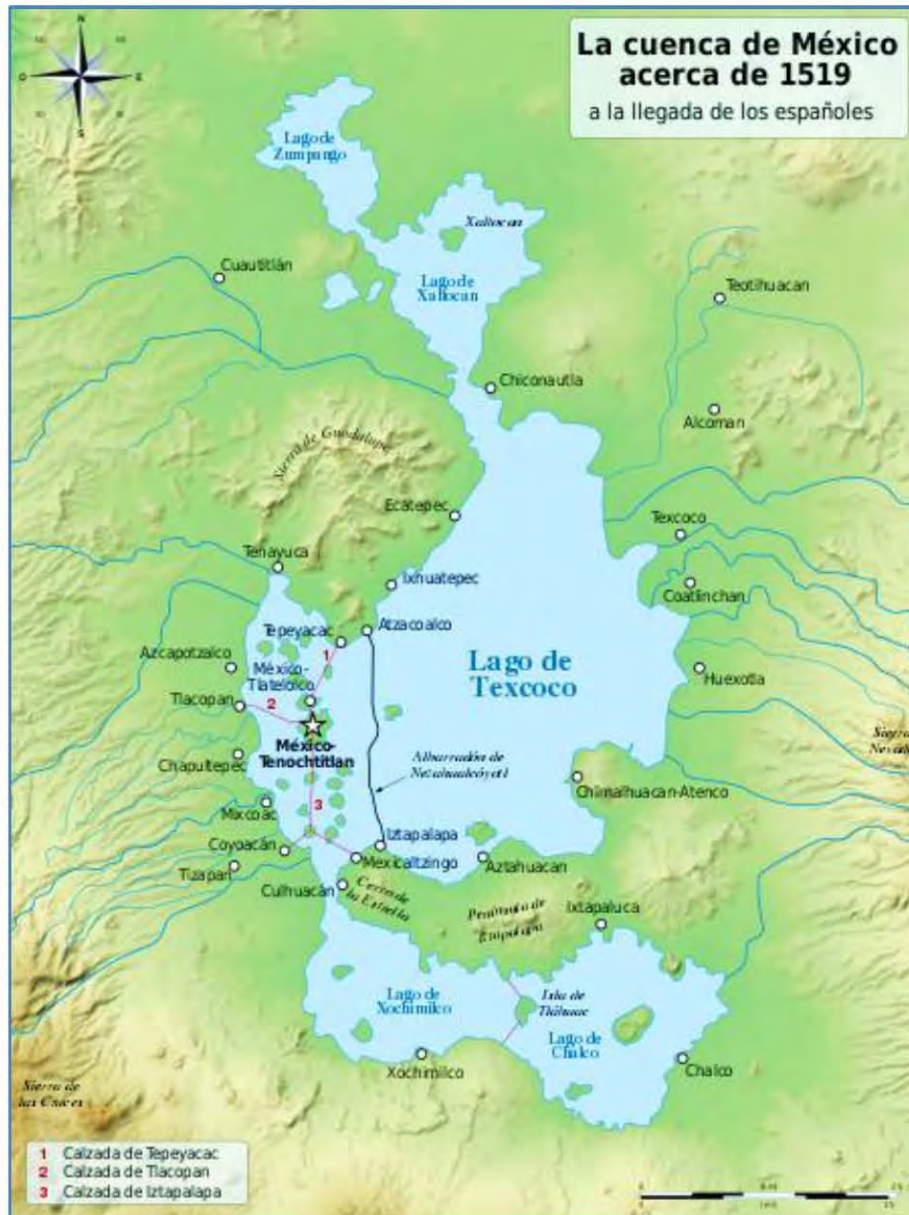 La cuenca de México
acerca de 1519
a la llegada de los españoles
N
O
E
S
Lago de
Zumpango
Xaltocan
Lago de
Xaltocan
Cuautitlán
Teotihuacan
Chiconautla
Alcoman
Sierra de Guadalupe
Ecatepec
Texcoco
Tenayuca
Ixhuatepec
Coatlinchan
Atzacoalco
Tepeyacac
1
Azcapotzalco
México-
Tlatelolco
Lago de
Texcoco
Huexotla
Tlacopan
2
México-
Tenochtitlan
Sierra
Chapultepec
Albarradón de
Nezahualcóyotl
Chimalhuacan-Atenco
Mixcoac
3
Iztapalapa
Coyoacán
Mexicaltzingo
Aztahuacan
Tizapan
Culhuacán
Cerro de
la Estrella
Península de
Ixtapaluca
Lago de
Xochimilco
Isla de
Tláhuac
Lago de
Chalco
Xochimilco
Chalco
Sierra de
las Cruces
1 Calzada de Tepeyacac
2 Calzada de Tlacopan
3 Calzada de Iztapalapa